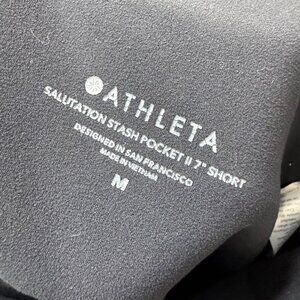 ATHLETA
SALUTATION STASH POCKET II 7" SHORT
DESIGNED IN SAN FRANCISCO
MADE IN VIETNAM
M